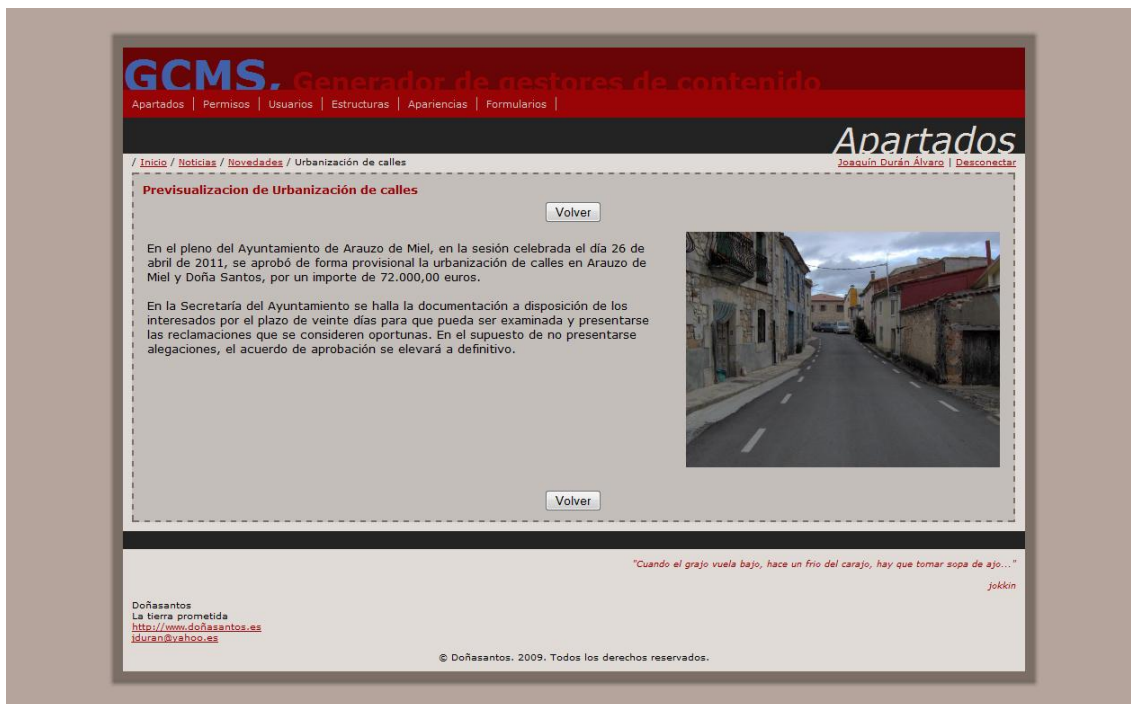 GCMS, Generador de gestores de contenido
Apartados | Permisos | Usuarios | Estructuras | Apariencias | Formularios |
Apartados
/ Inicio / Noticias / Novedades / Urbanización de calles
Joaquín Durán Álvaro | Desconectar
Previsualizacion de Urbanización de calles
Volver
En el pleno del Ayuntamiento de Arauzo de Miel, en la sesión celebrada el día 26 de
abril de 2011, se aprobó de forma provisional la urbanización de calles en Arauzo de
Miel y Doña Santos, por un importe de 72.000,00 euros.
En la Secretaría del Ayuntamiento se halla la documentación a disposición de los
interesados por el plazo de veinte días para que pueda ser examinada y presentarse
las reclamaciones que se consideren oportunas. En el supuesto de no presentarse
alegaciones, el acuerdo de aprobación se elevará a definitivo.
Volver
"Cuando el grajo vuela bajo, hace un frio del carajo, hay que tomar sopa de ajo..."
jokkin
Doñasantos
La tierra prometida
http://www.doñasantos.es
jduran@yahoo.es
© Doñasantos. 2009. Todos los derechos reservados.